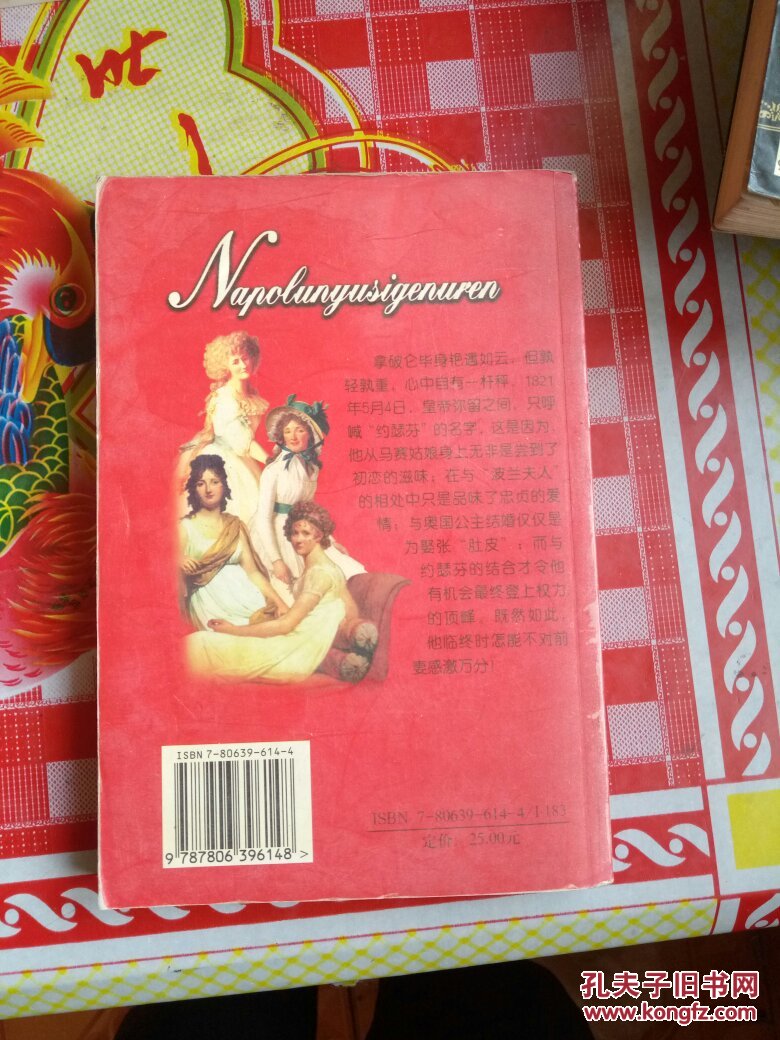 Napolunyusigenuren
拿破仑毕身艳遇如云，但孰
轻孰重，心中自有一杆秤，1821
年5月4日，皇帝弥留之间，只呼
喊“约瑟芬”的名字，这是因为，
他从马赛姑娘身上无非是尝到了
初恋的滋味；在与“波兰夫人”
的相处中只是品味了忠贞的爱
情；与奥国公主结婚仅仅是
为娶张“肚皮”；而与
约瑟芬的结合才令他
有机会最终登上权力
的顶峰。既然如此，
他临终时怎能不对前
妻感激万分！
ISBN 7-80639-614-4
9 787806 396148 >
ISBN 7-80639-614-4/I·183
定价：25.00元
孔夫子旧书网
www.kongfz.com